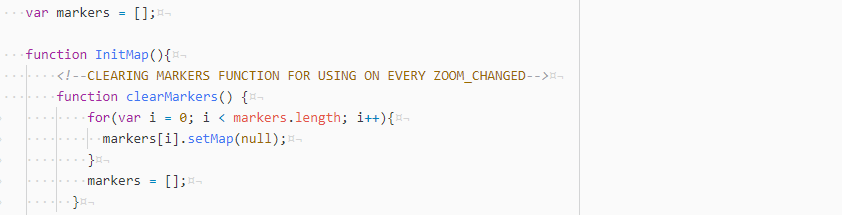 var markers = [];
function InitMap(){
<!--CLEARING MARKERS FUNCTION FOR USING ON EVERY ZOOM_CHANGED-->
function clearMarkers() {
for(var i = 0; i < markers.length; i++){
markers[i].setMap(null);
}
markers = [];
}